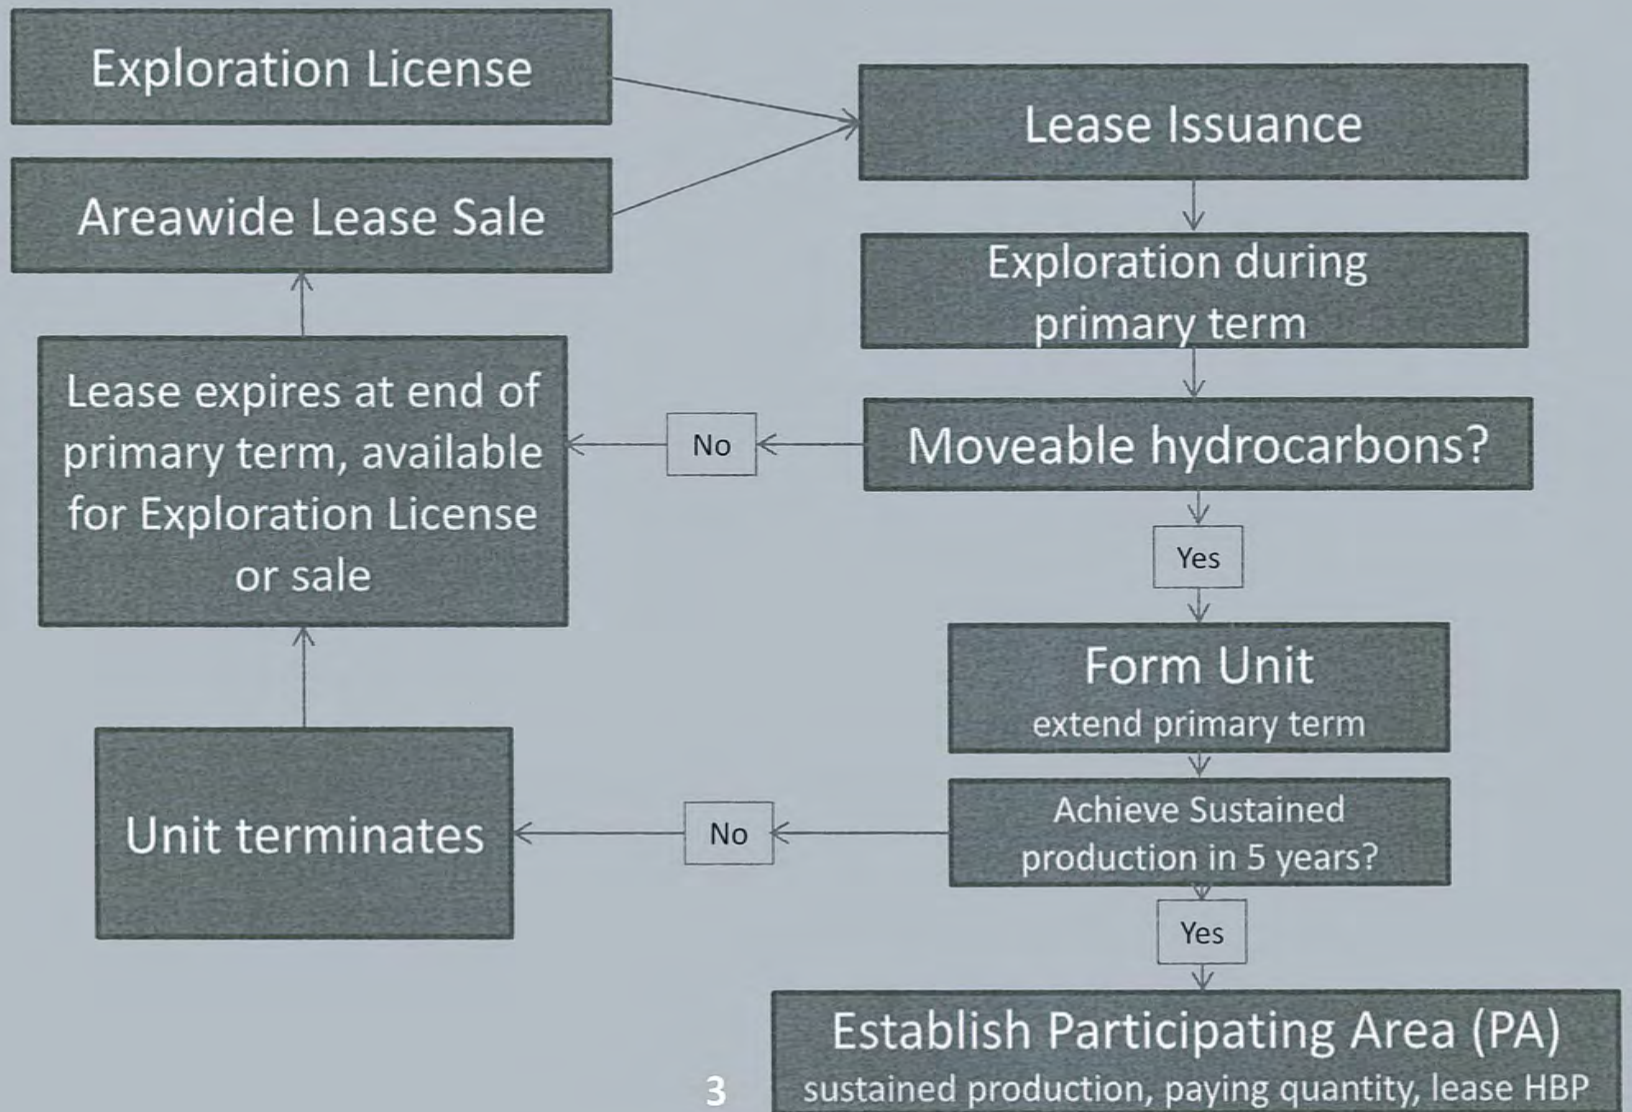 Exploration License
Areawide Lease Sale
Lease Issuance
Exploration during
primary term
Moveable hydrocarbons?
No
Lease expires at end of
primary term, available
for Exploration License
or sale
Yes
Form Unit
extend primary term
Achieve Sustained
production in 5 years?
No
Unit terminates
Yes
Establish Participating Area (PA)
sustained production, paying quantity, lease HBP
3